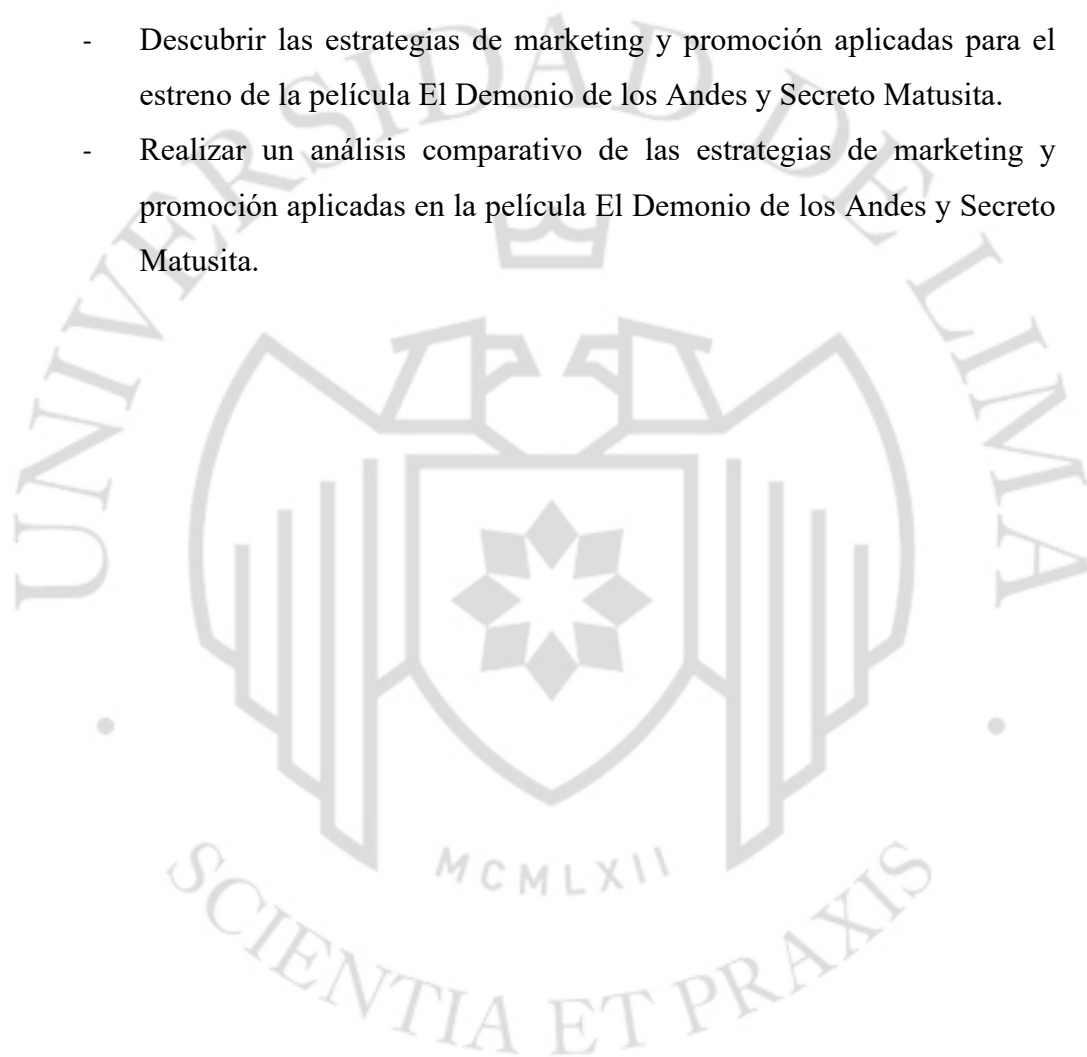 - Descubrir las estrategias de marketing y promoción aplicadas para el
estreno de la película El Demonio de los Andes y Secreto Matusita.
- Realizar un análisis comparativo de las estrategias de marketing y
promoción aplicadas en la película El Demonio de los Andes y Secreto
Matusita.
UNIVERSIDAD DE LIMA
MCMLXII
SCIENTIA ET PRAXIS